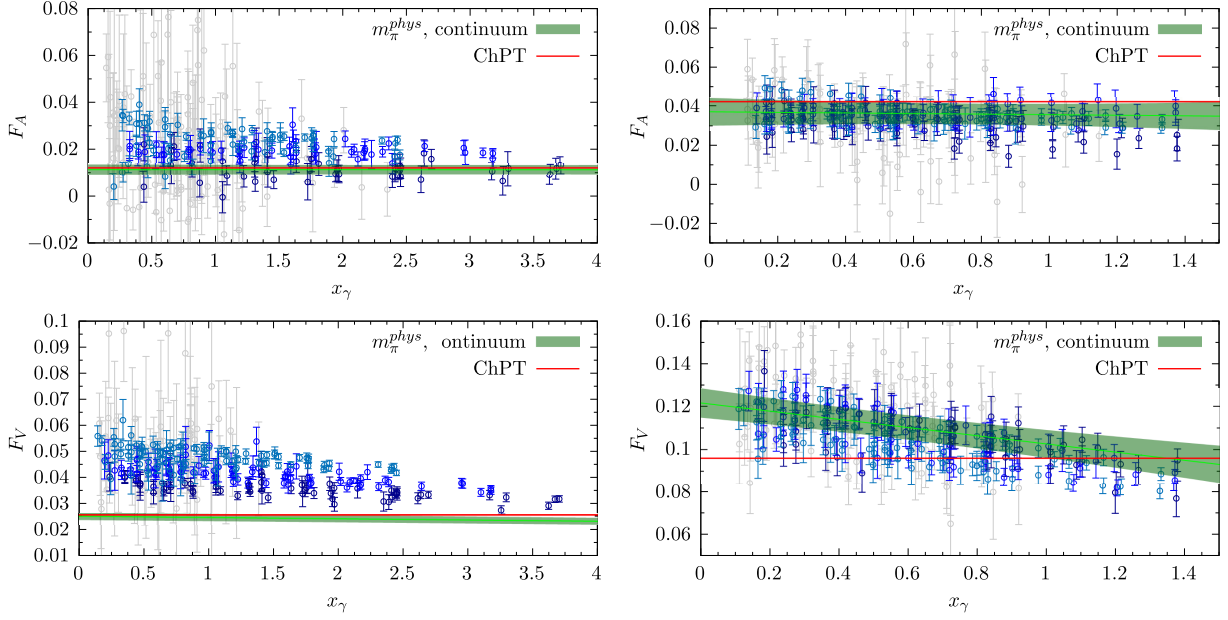 0.08
0.06
0.04
0.02
0
−0.02
F_A
m_π^{phys}, continuum
ChPT
0 0.5 1 1.5 2 2.5 3 3.5 4
x_γ
0.08
0.06
0.04
0.02
0
−0.02
F_A
m_π^{phys}, continuum
ChPT
0 0.2 0.4 0.6 0.8 1 1.2 1.4
x_γ
0.1
0.09
0.08
0.07
0.06
0.05
0.04
0.03
0.02
0.01
F_V
m_π^{phys}, ontinuum
ChPT
0 0.5 1 1.5 2 2.5 3 3.5 4
x_γ
0.16
0.14
0.12
0.1
0.08
0.06
F_V
m_π^{phys}, continuum
ChPT
0 0.2 0.4 0.6 0.8 1 1.2 1.4
x_γ